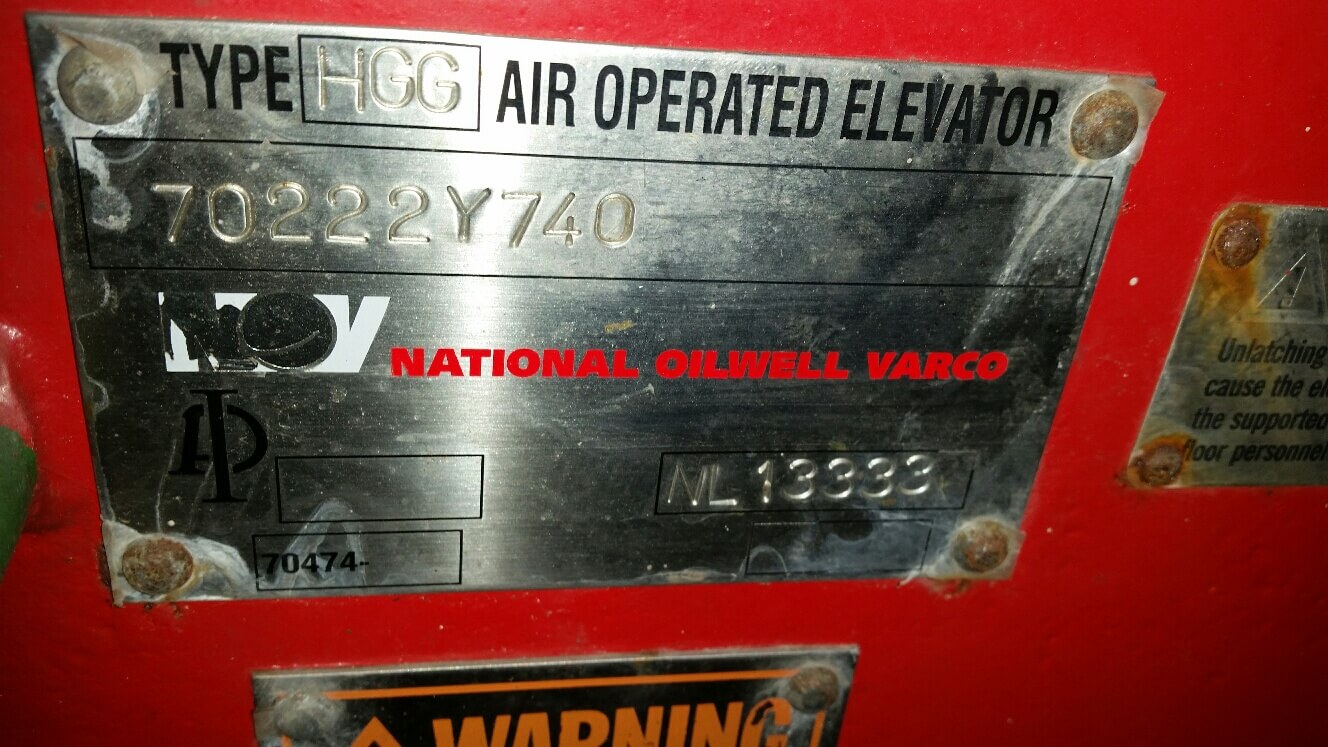 TYPE HGG AIR OPERATED ELEVATOR
70222Y740
NOV NATIONAL OILWELL VARCO
NL 13333
70474-
Unlatching
cause the
the supported
floor personnel
WARNING